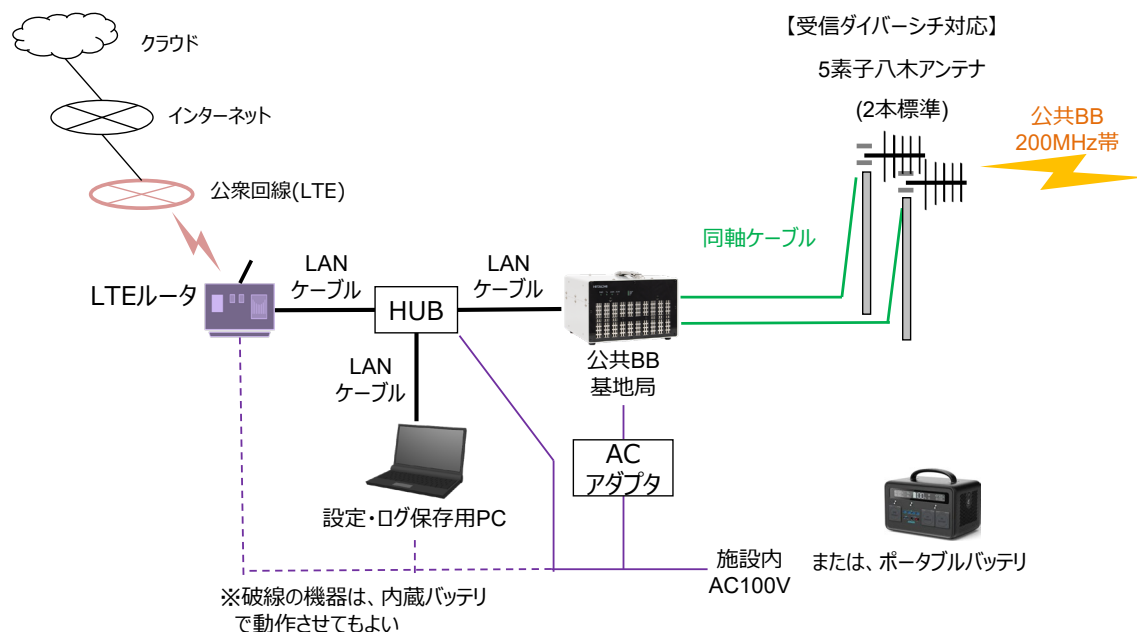 クラウド
インターネット
公衆回線(LTE)
【受信ダイバーシチ対応】
5素子八木アンテナ
(2本標準)
公共BB
200MHz帯
同軸ケーブル
LTEルータ
LAN
ケーブル
HUB
LAN
ケーブル
HITACHI
公共BB
基地局
LAN
ケーブル
設定・ログ保存用PC
AC
アダプタ
施設内
AC100V
または、ポータブルバッテリ
※破線の機器は、内蔵バッテリ
で動作させてもよい